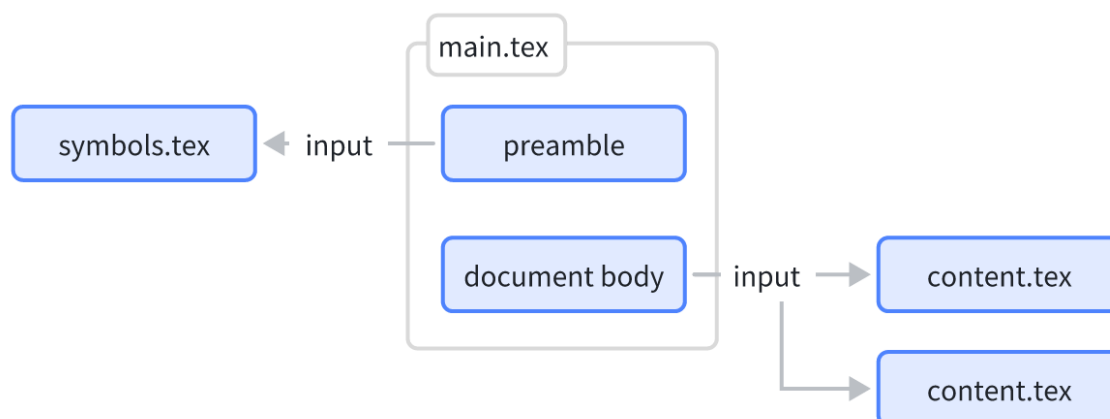 main.tex
symbols.tex
input
preamble
document body
input
content.tex
content.tex